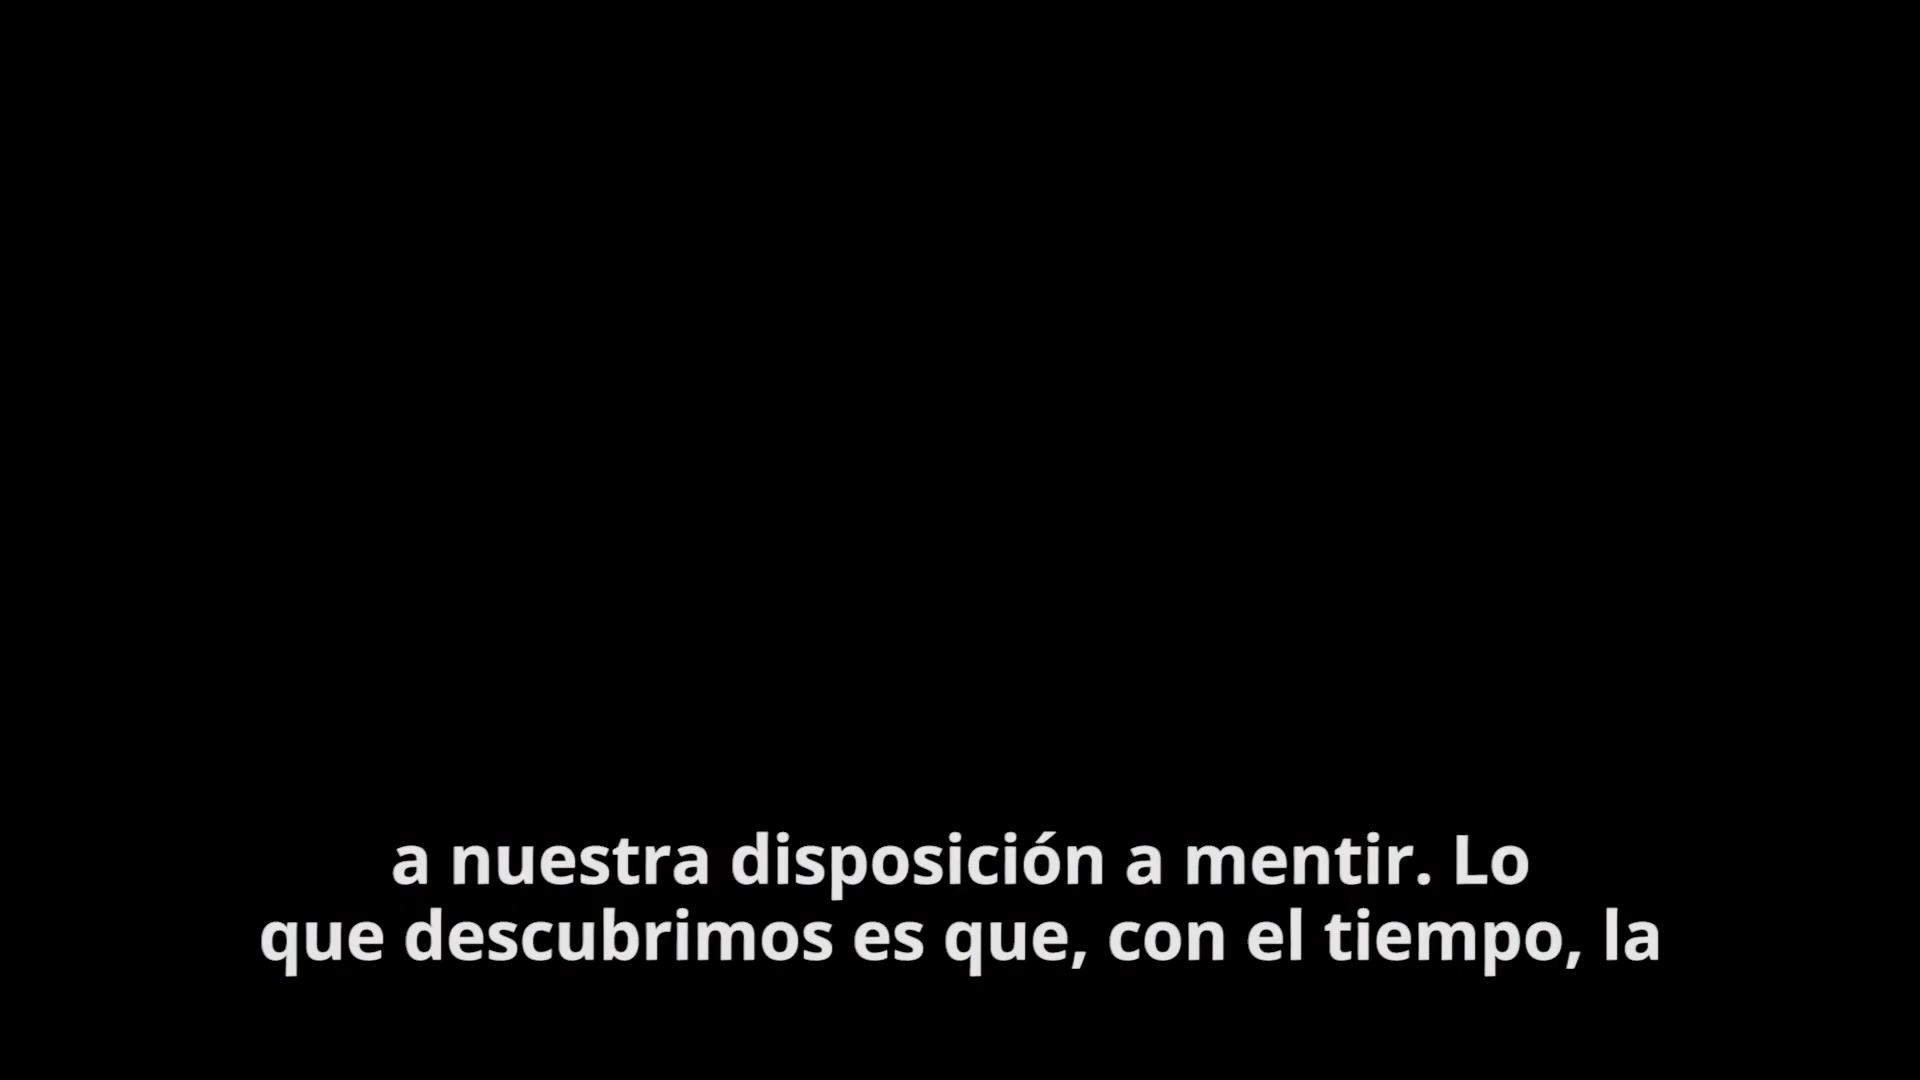 a nuestra disposición a mentir. Lo
que descubrimos es que, con el tiempo, la